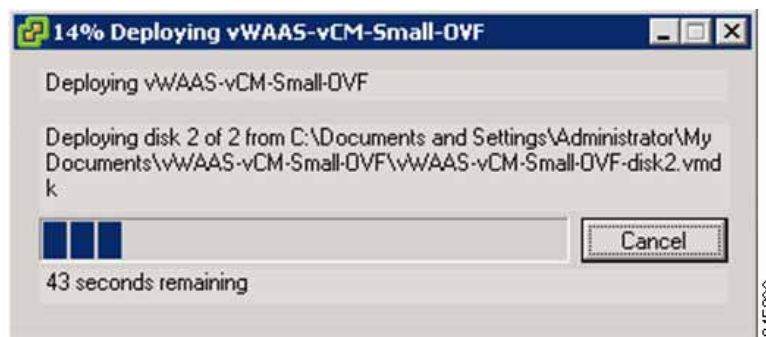 14% Deploying vWAAS-vCM-Small-OVF
Deploying vWAAS-vCM-Small-OVF
Deploying disk 2 of 2 from C:\Documents and Settings\Administrator\My
Documents\vWAAS-vCM-Small-OVF\vWAAS-vCM-Small-OVF-disk2.vmd
k
Cancel
43 seconds remaining